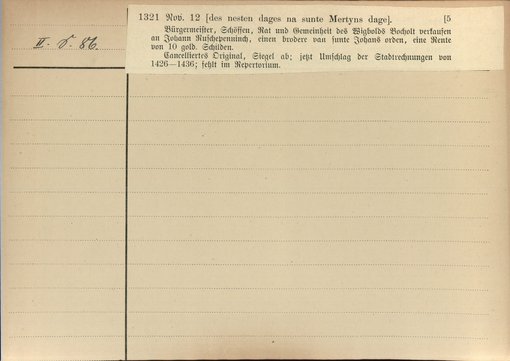 1321 Nov. 12 [des nesten dages na sunte Mertyns dage]. [5
Bürgermeister, Schöffen, Rat und Gemeinheit des Wigbolds Bocholt verkaufen
an Johann Ruschepenninch, einen brodere van sunte Johans orden, eine Rente
von 10 gold. Schilden.
Cancelliertes Original, Siegel ab; jetzt Umschlag der Stadtrechnungen von
1426—1436; fehlt im Repertorium.
II. 86.